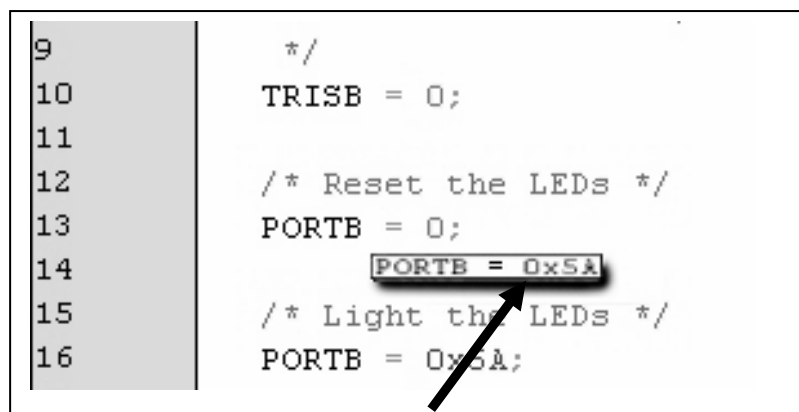 9 */
10 TRISB = 0;
11
12 /* Reset the LEDs */
13 PORTB = 0;
14 PORTB = 0x5A
15 /* Light the LEDs */
16 PORTB = 0x5A;